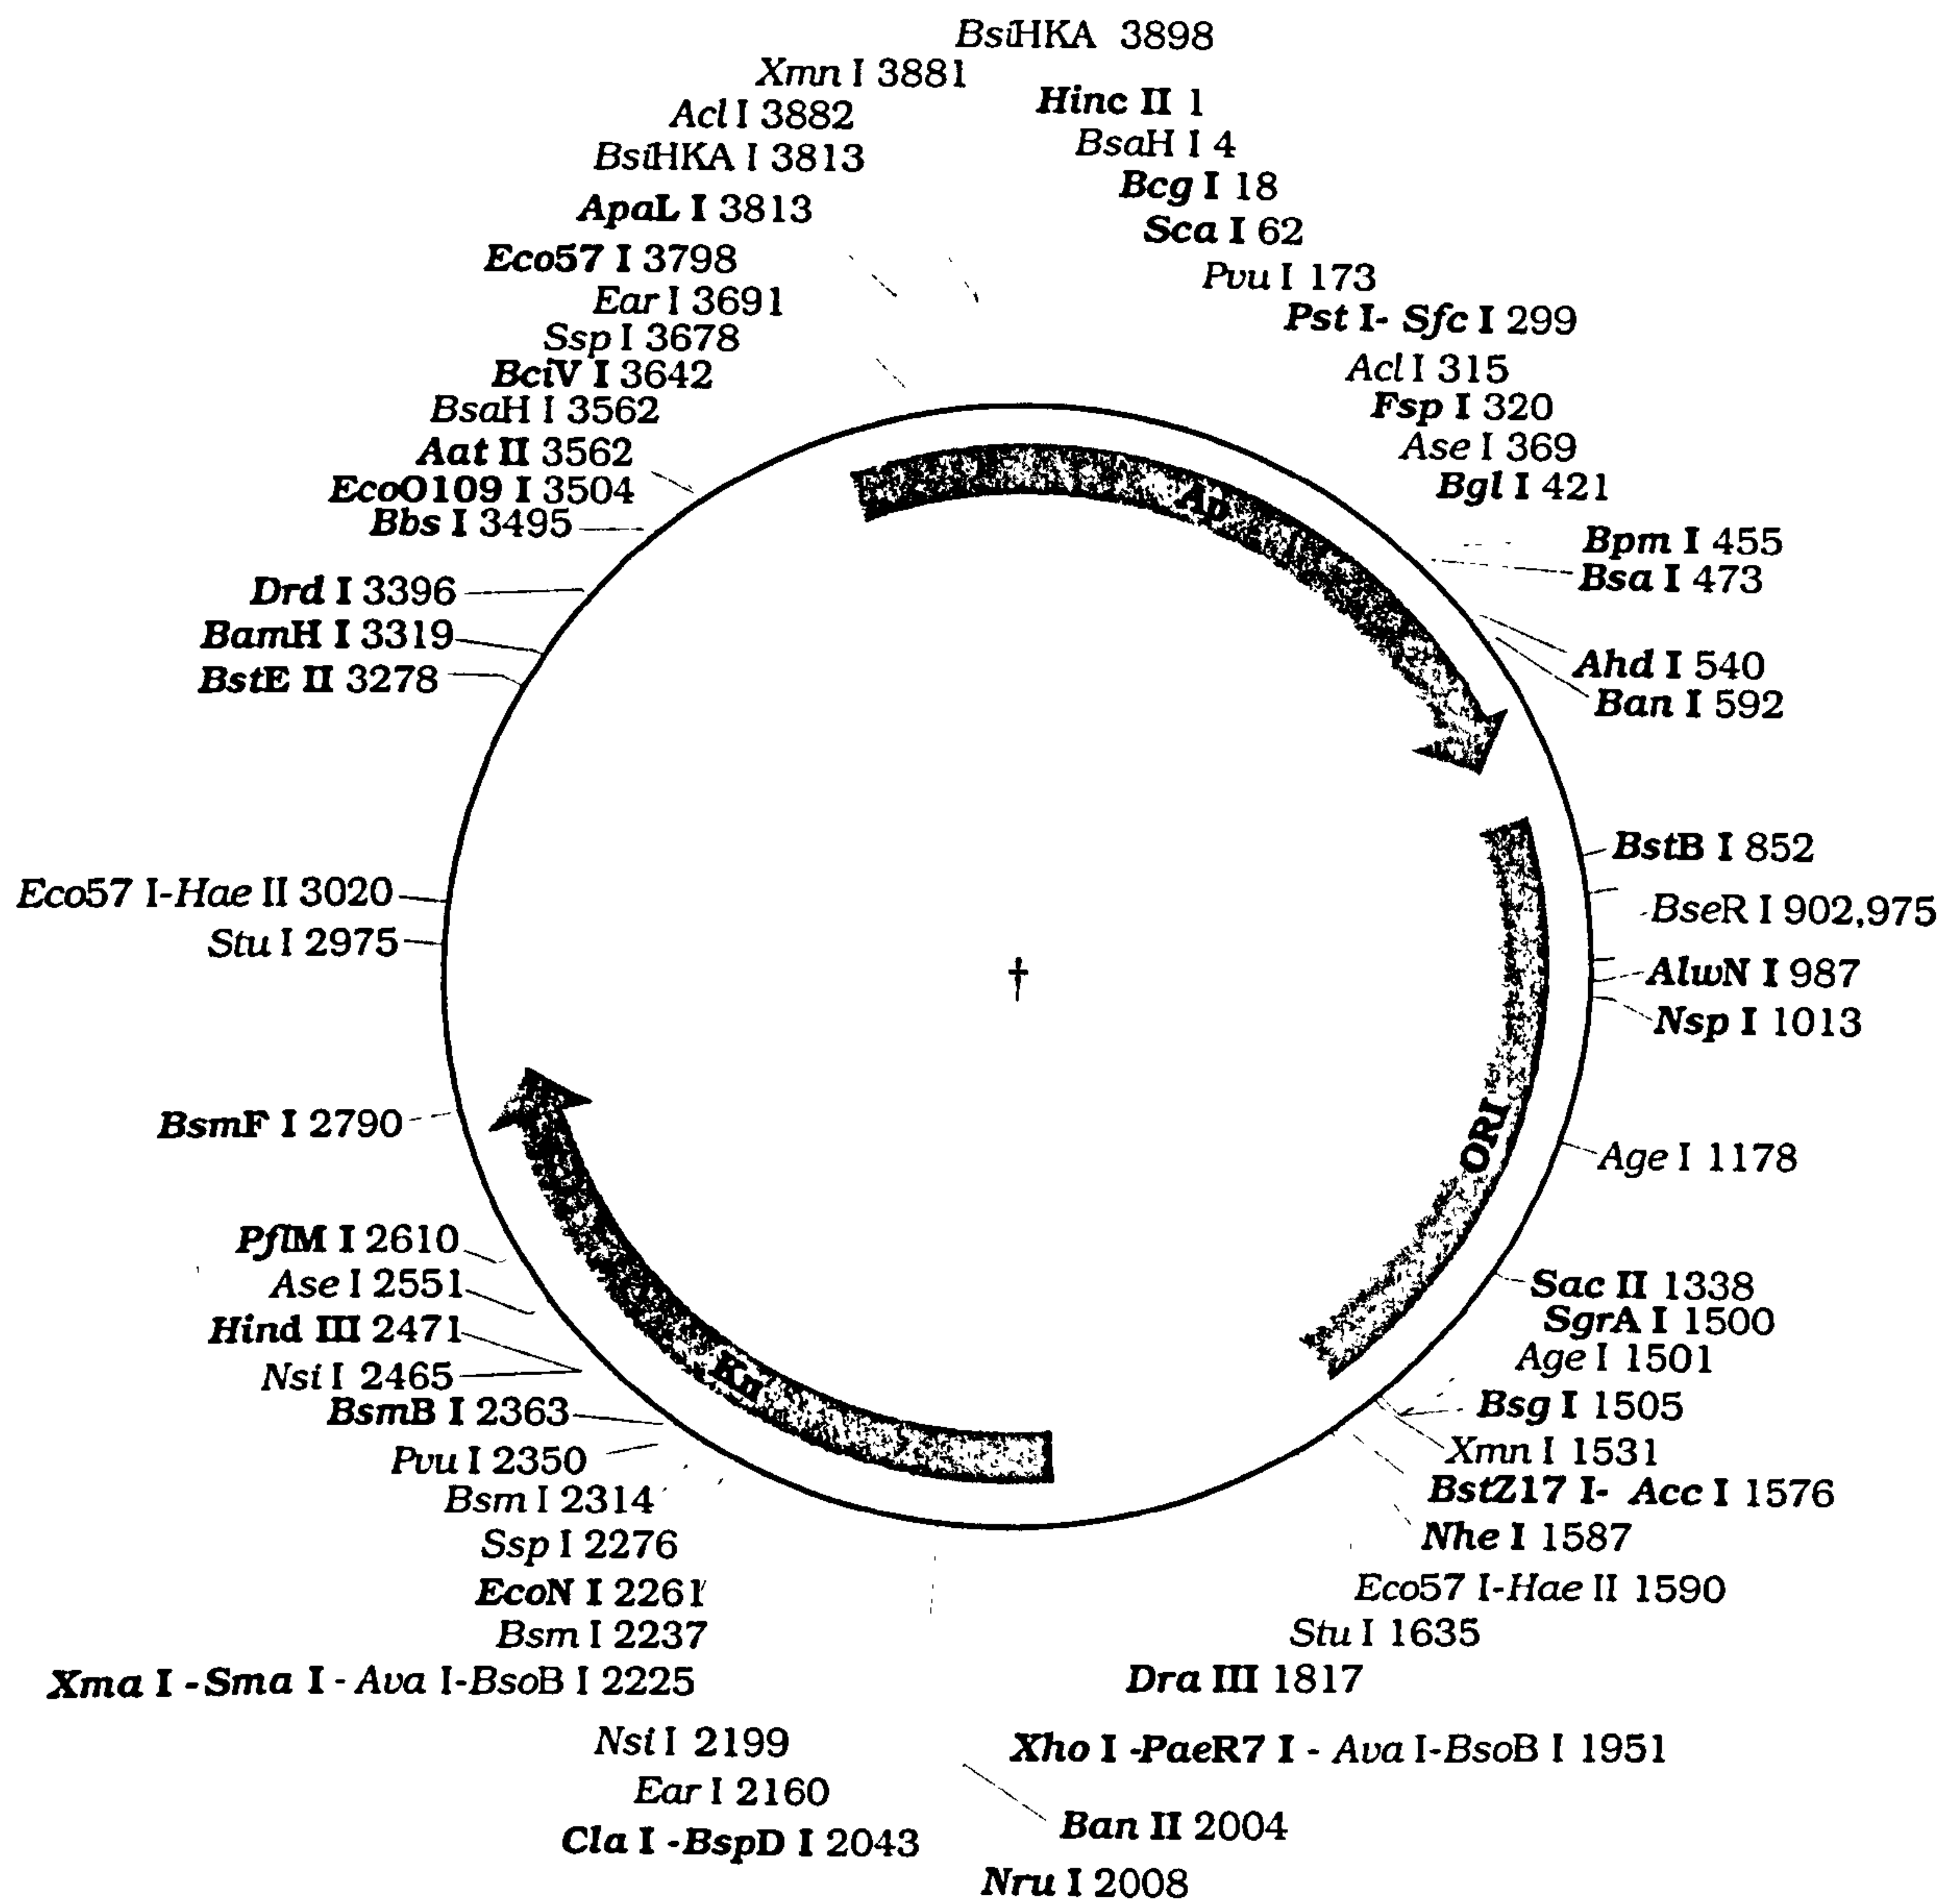 BsiHKA 3898
Xmn I 3881
Hinc II 1
Acl I 3882
BsaH I 4
BsiHKA I 3813
Bcg I 18
ApaL I 3813
Sca I 62
Eco57 I 3798
Pvu I 173
Ear I 3691
Pst I- Sfc I 299
Ssp I 3678
Acl I 315
BciV I 3642
Fsp I 320
BsaH I 3562
Ase I 369
Aat II 3562
Bgl I 421
EcoO109 I 3504
Ap
Bbs I 3495
Bpm I 455
Bsa I 473
Drd I 3396
BamH I 3319
Ahd I 540
BstE II 3278
Ban I 592
BstB I 852
Eco57 I-Hae II 3020
BseR I 902,975
Stu I 2975
†
AlwN I 987
Nsp I 1013
BsmF I 2790
ORI
Age I 1178
PflM I 2610
Ase I 2551
Sac II 1338
Hind III 2471
SgrA I 1500
Nsi I 2465
Kn
Age I 1501
BsmB I 2363
Bsg I 1505
Pvu I 2350
Xmn I 1531
Bsm I 2314
BstZ17 I- Acc I 1576
Ssp I 2276
Nhe I 1587
EcoN I 2261
Eco57 I-Hae II 1590
Bsm I 2237
Stu I 1635
Xma I -Sma I - Ava I-BsoB I 2225
Dra III 1817
Nsi I 2199
Xho I -PaeR7 I - Ava I-BsoB I 1951
Ear I 2160
Ban II 2004
Cla I -BspD I 2043
Nru I 2008